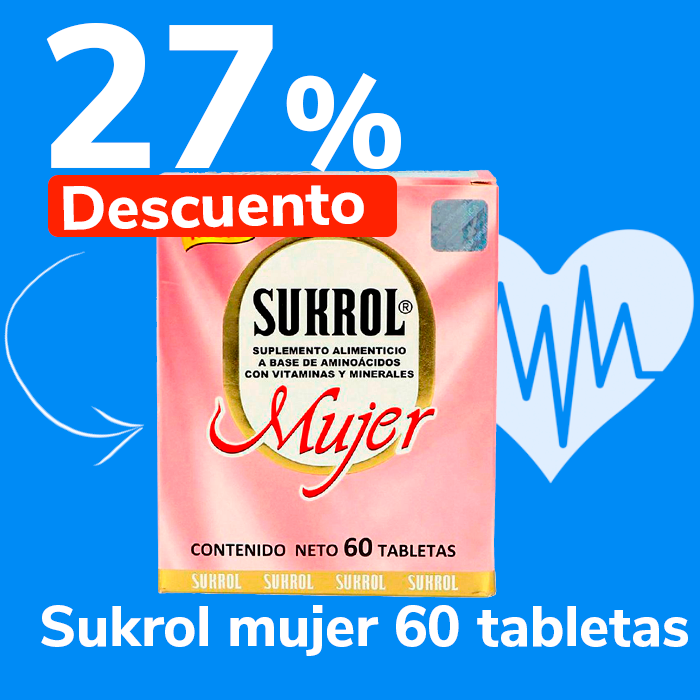 27%
Descuento
SUKROL®
SUPLEMENTO ALIMENTICIO
A BASE DE AMINOÁCIDOS
CON VITAMINAS Y MINERALES
Mujer
CONTENIDO NETO 60 TABLETAS
SUKROL SUKROL SUKROL SUKROL
Sukrol mujer 60 tabletas